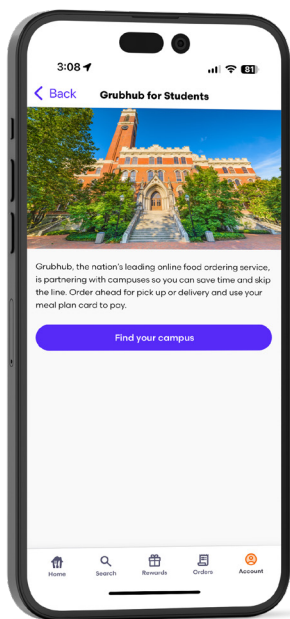 3:08
81
Back
Grubhub for Students
Grubhub, the nation's leading online food ordering service,
is partnering with campuses so you can save time and skip
the line. Order ahead for pick up or delivery and use your
meal plan card to pay.
Find your campus
Home Search Rewards Orders Account